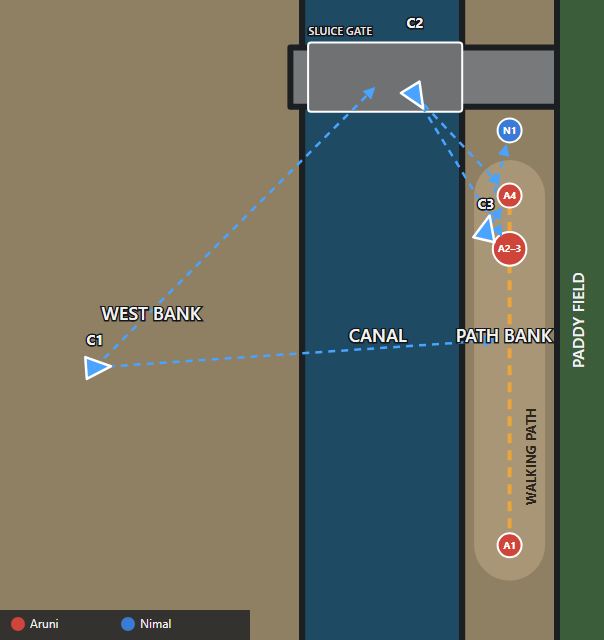 SLUICE GATE
C2
N1
A4
C3
A2–3
WEST BANK
C1
CANAL
PATH BANK
PADDY FIELD
WALKING PATH
A1
Aruni
Nimal